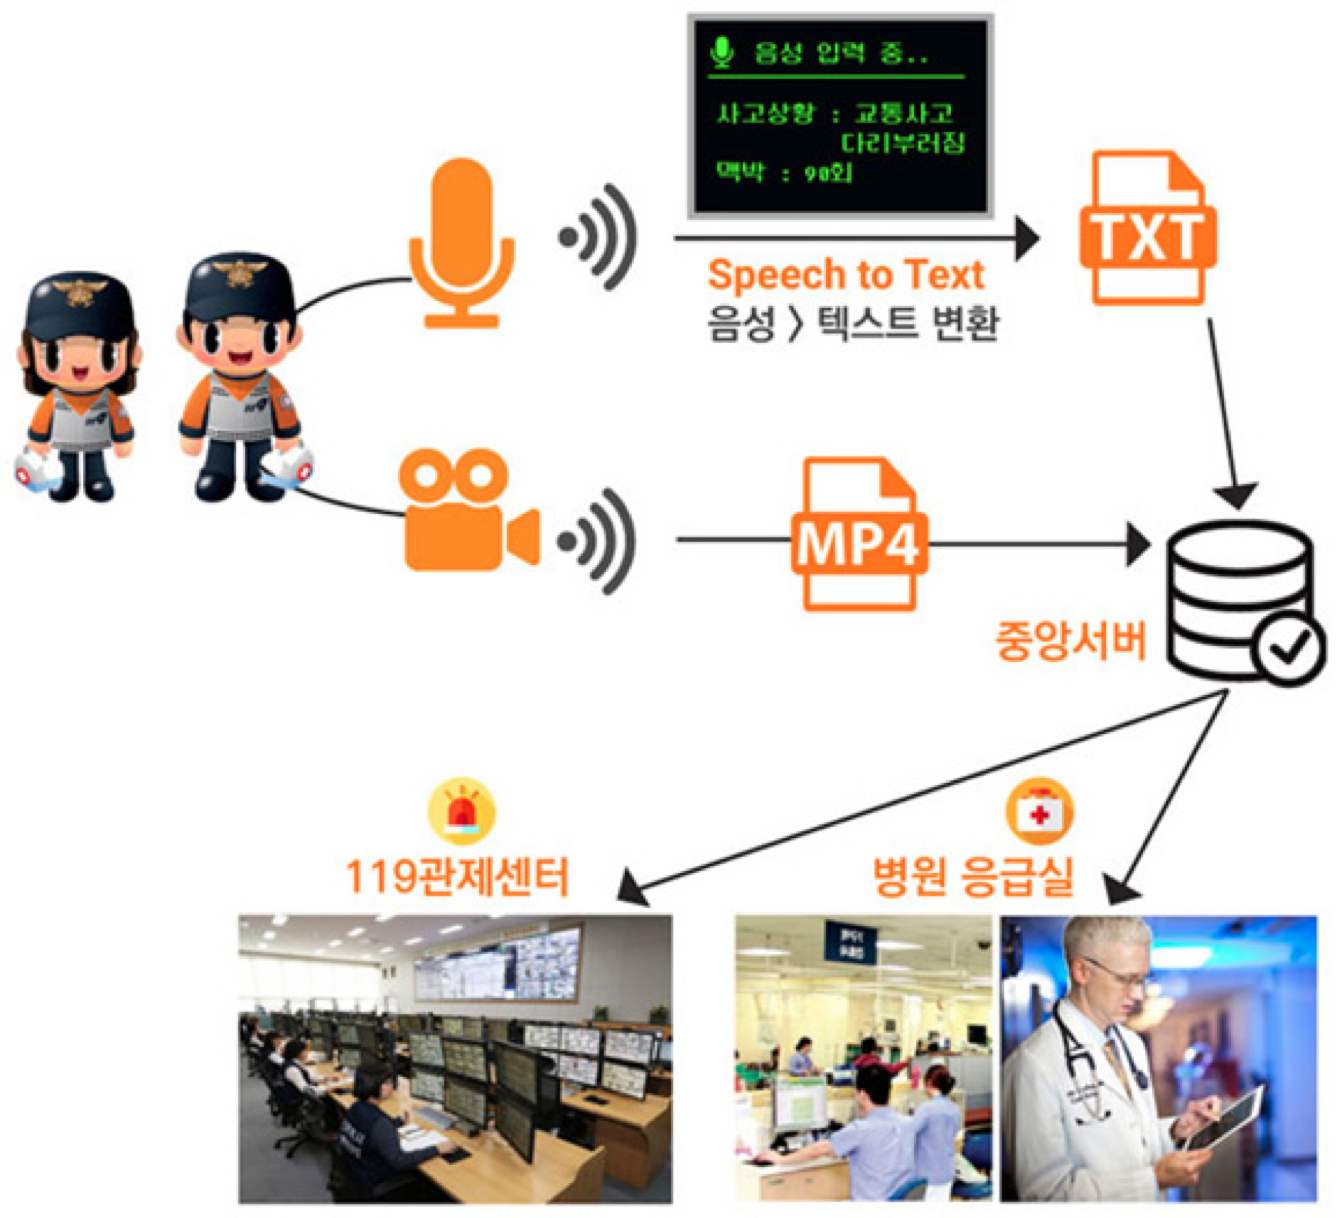 음성 입력 중..
사고상황 : 교통사고
다리부러짐
맥박 : 90회
TXT
Speech to Text
음성 > 텍스트 변환
MP4
중앙서버
119관제센터
병원 응급실